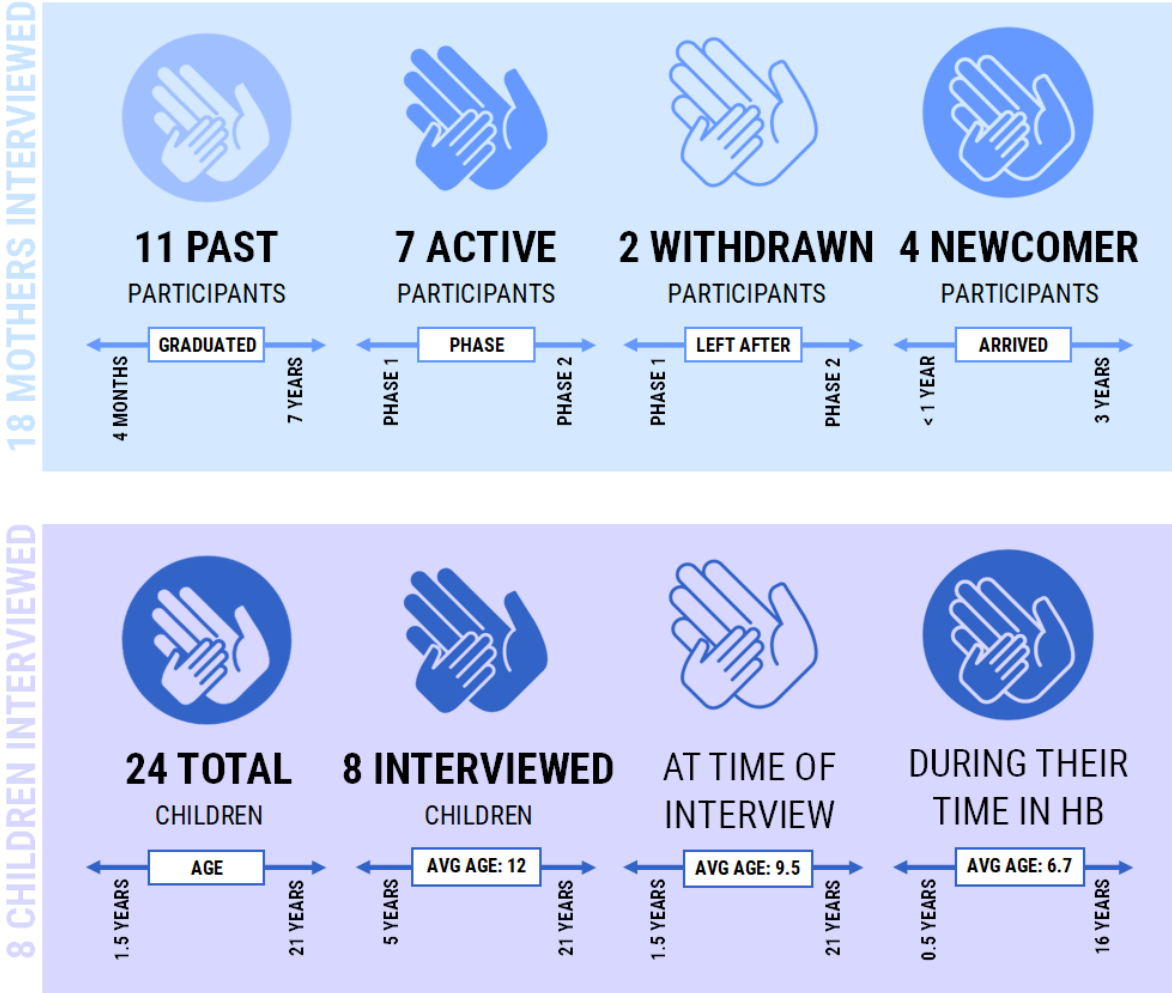 18 MOTHERS INTERVIEWED
11 PAST
PARTICIPANTS
GRADUATED
4 MONTHS
7 YEARS
7 ACTIVE
PARTICIPANTS
PHASE
PHASE 1
PHASE 2
2 WITHDRAWN
PARTICIPANTS
LEFT AFTER
PHASE 1
PHASE 2
4 NEWCOMER
PARTICIPANTS
ARRIVED
< 1 YEAR
3 YEARS
8 CHILDREN INTERVIEWED
24 TOTAL
CHILDREN
AGE
1.5 YEARS
21 YEARS
8 INTERVIEWED
CHILDREN
AVG AGE: 12
5 YEARS
21 YEARS
AT TIME OF
INTERVIEW
AVG AGE: 9.5
1.5 YEARS
21 YEARS
DURING THEIR
TIME IN HB
AVG AGE: 6.7
0.5 YEARS
16 YEARS